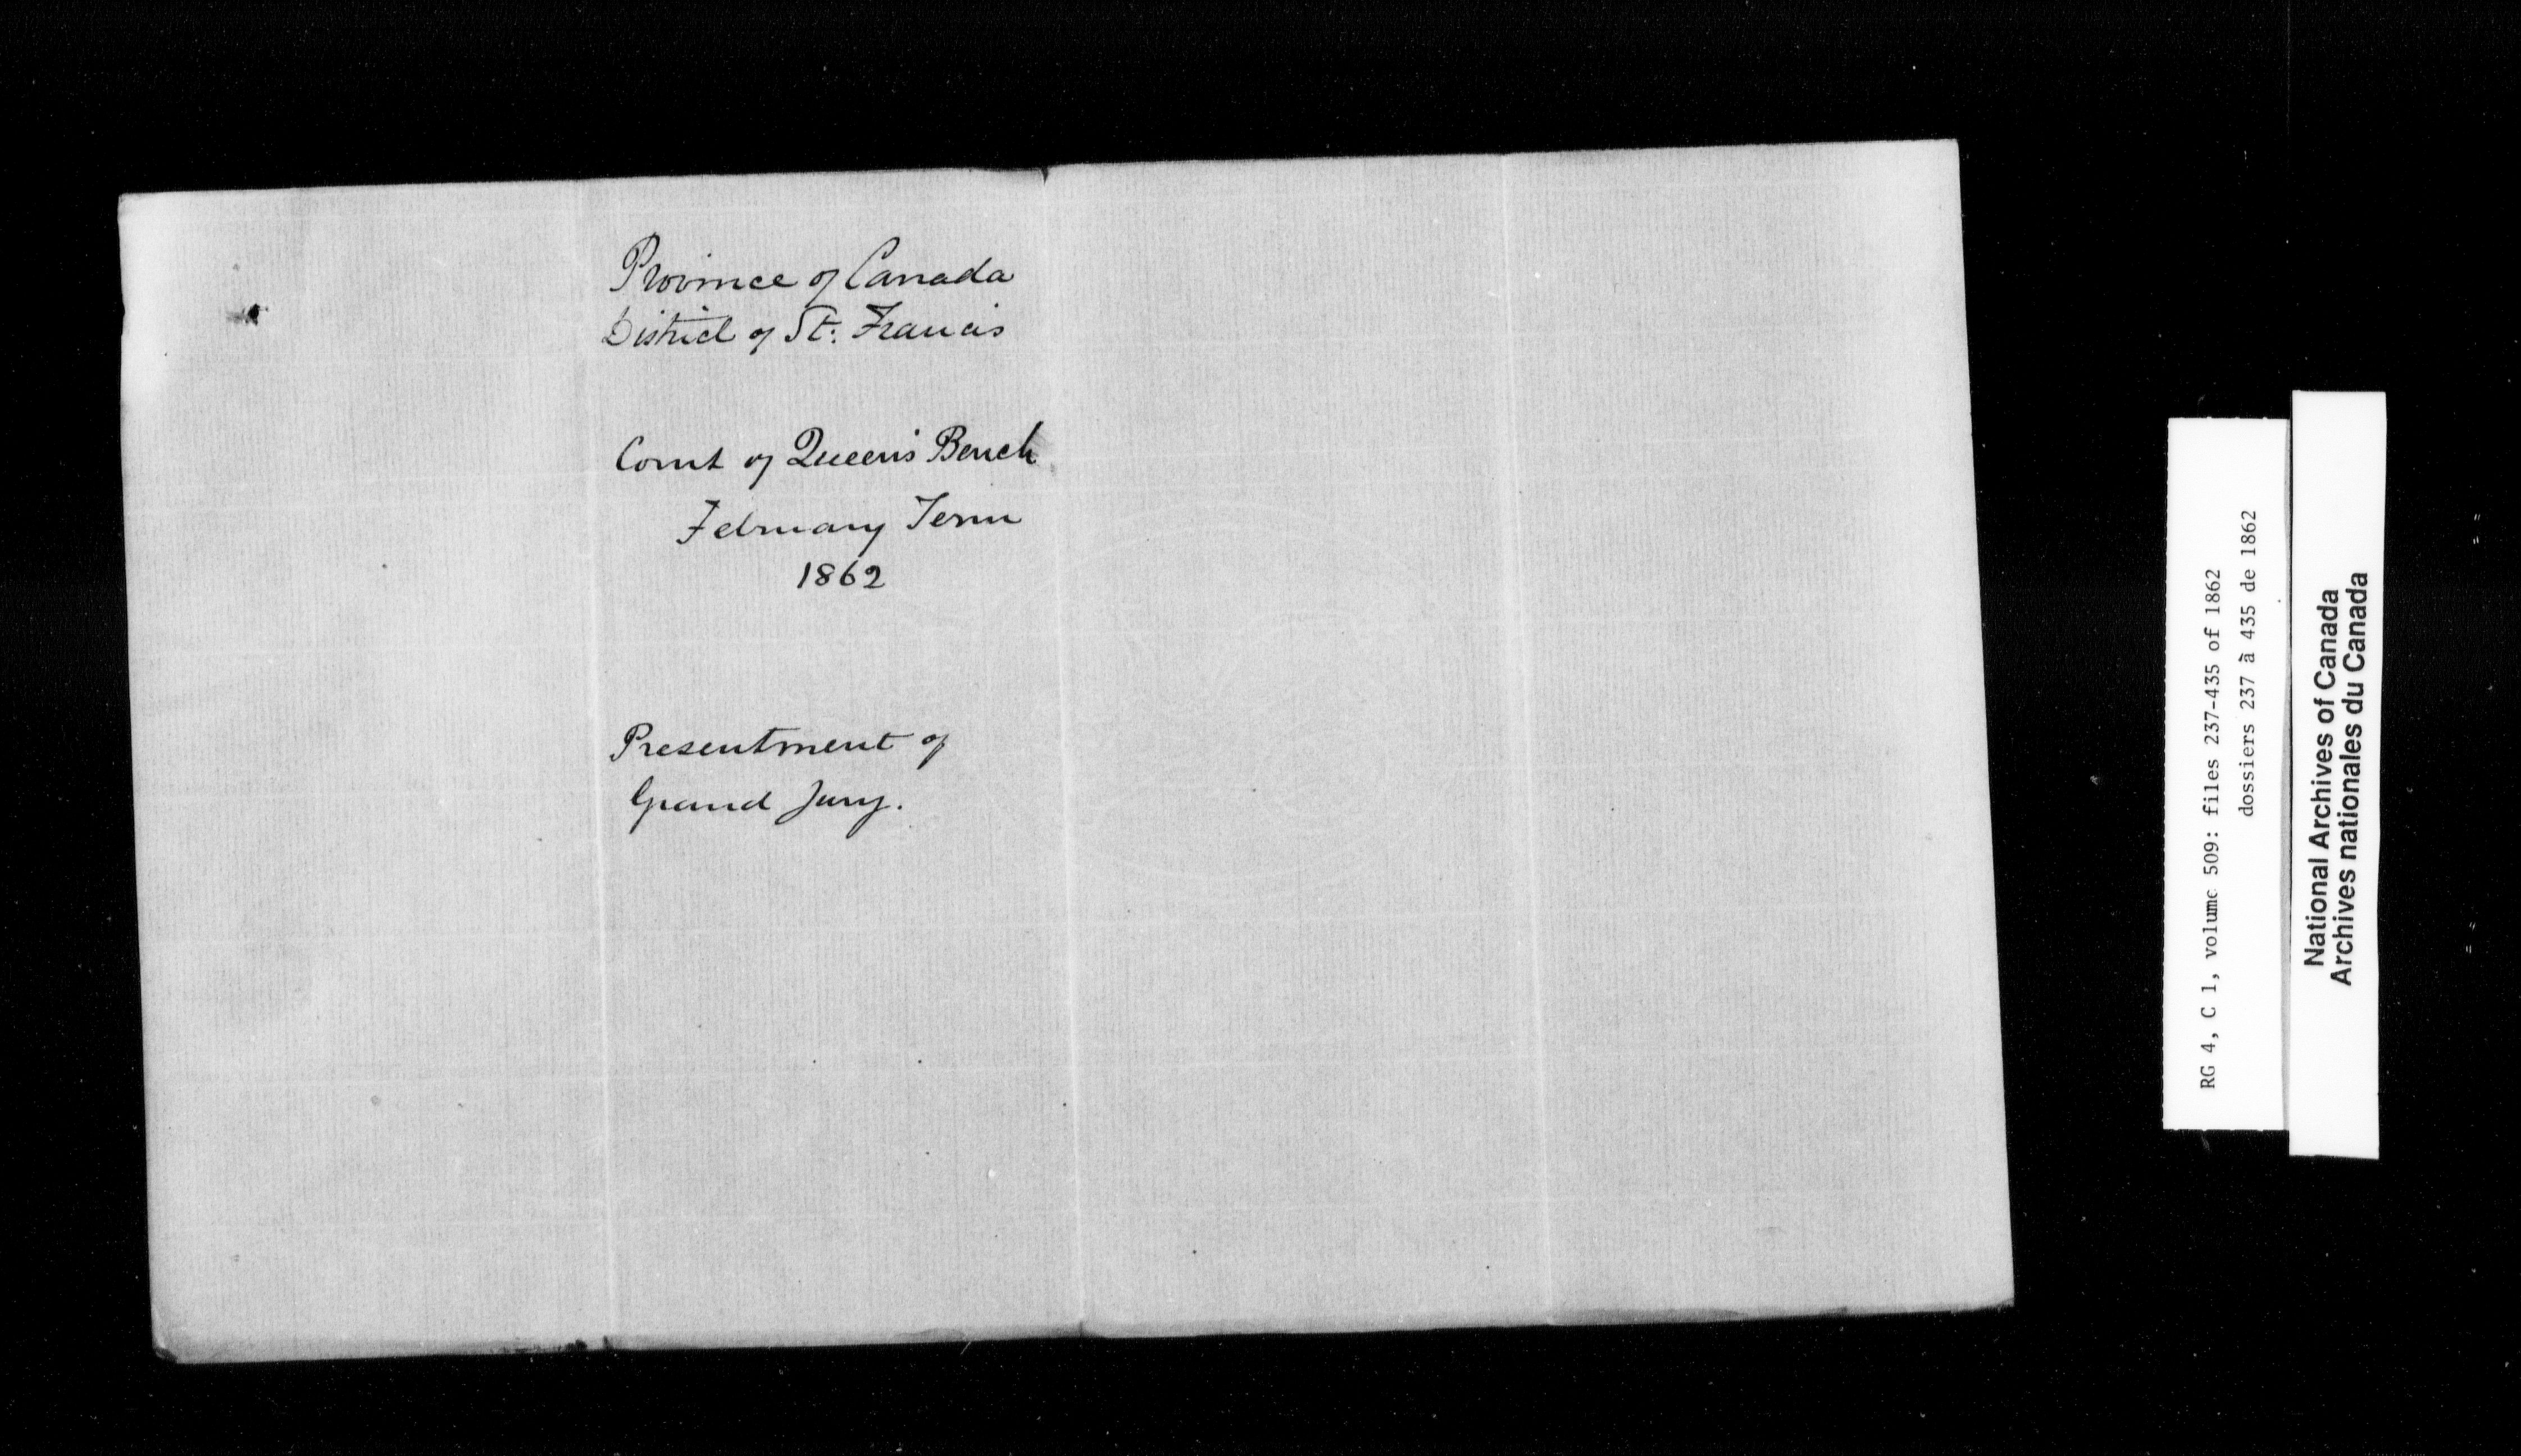 Province of Canada
District of St. Francis
Court of Queen's Bench
February Term
1862
Presentment of
Grand Jury.
RG 4, C 1, volume 509: files 237-435 of 1862
dossiers 237 à 435 de 1862
National Archives of Canada
Archives nationales du Canada